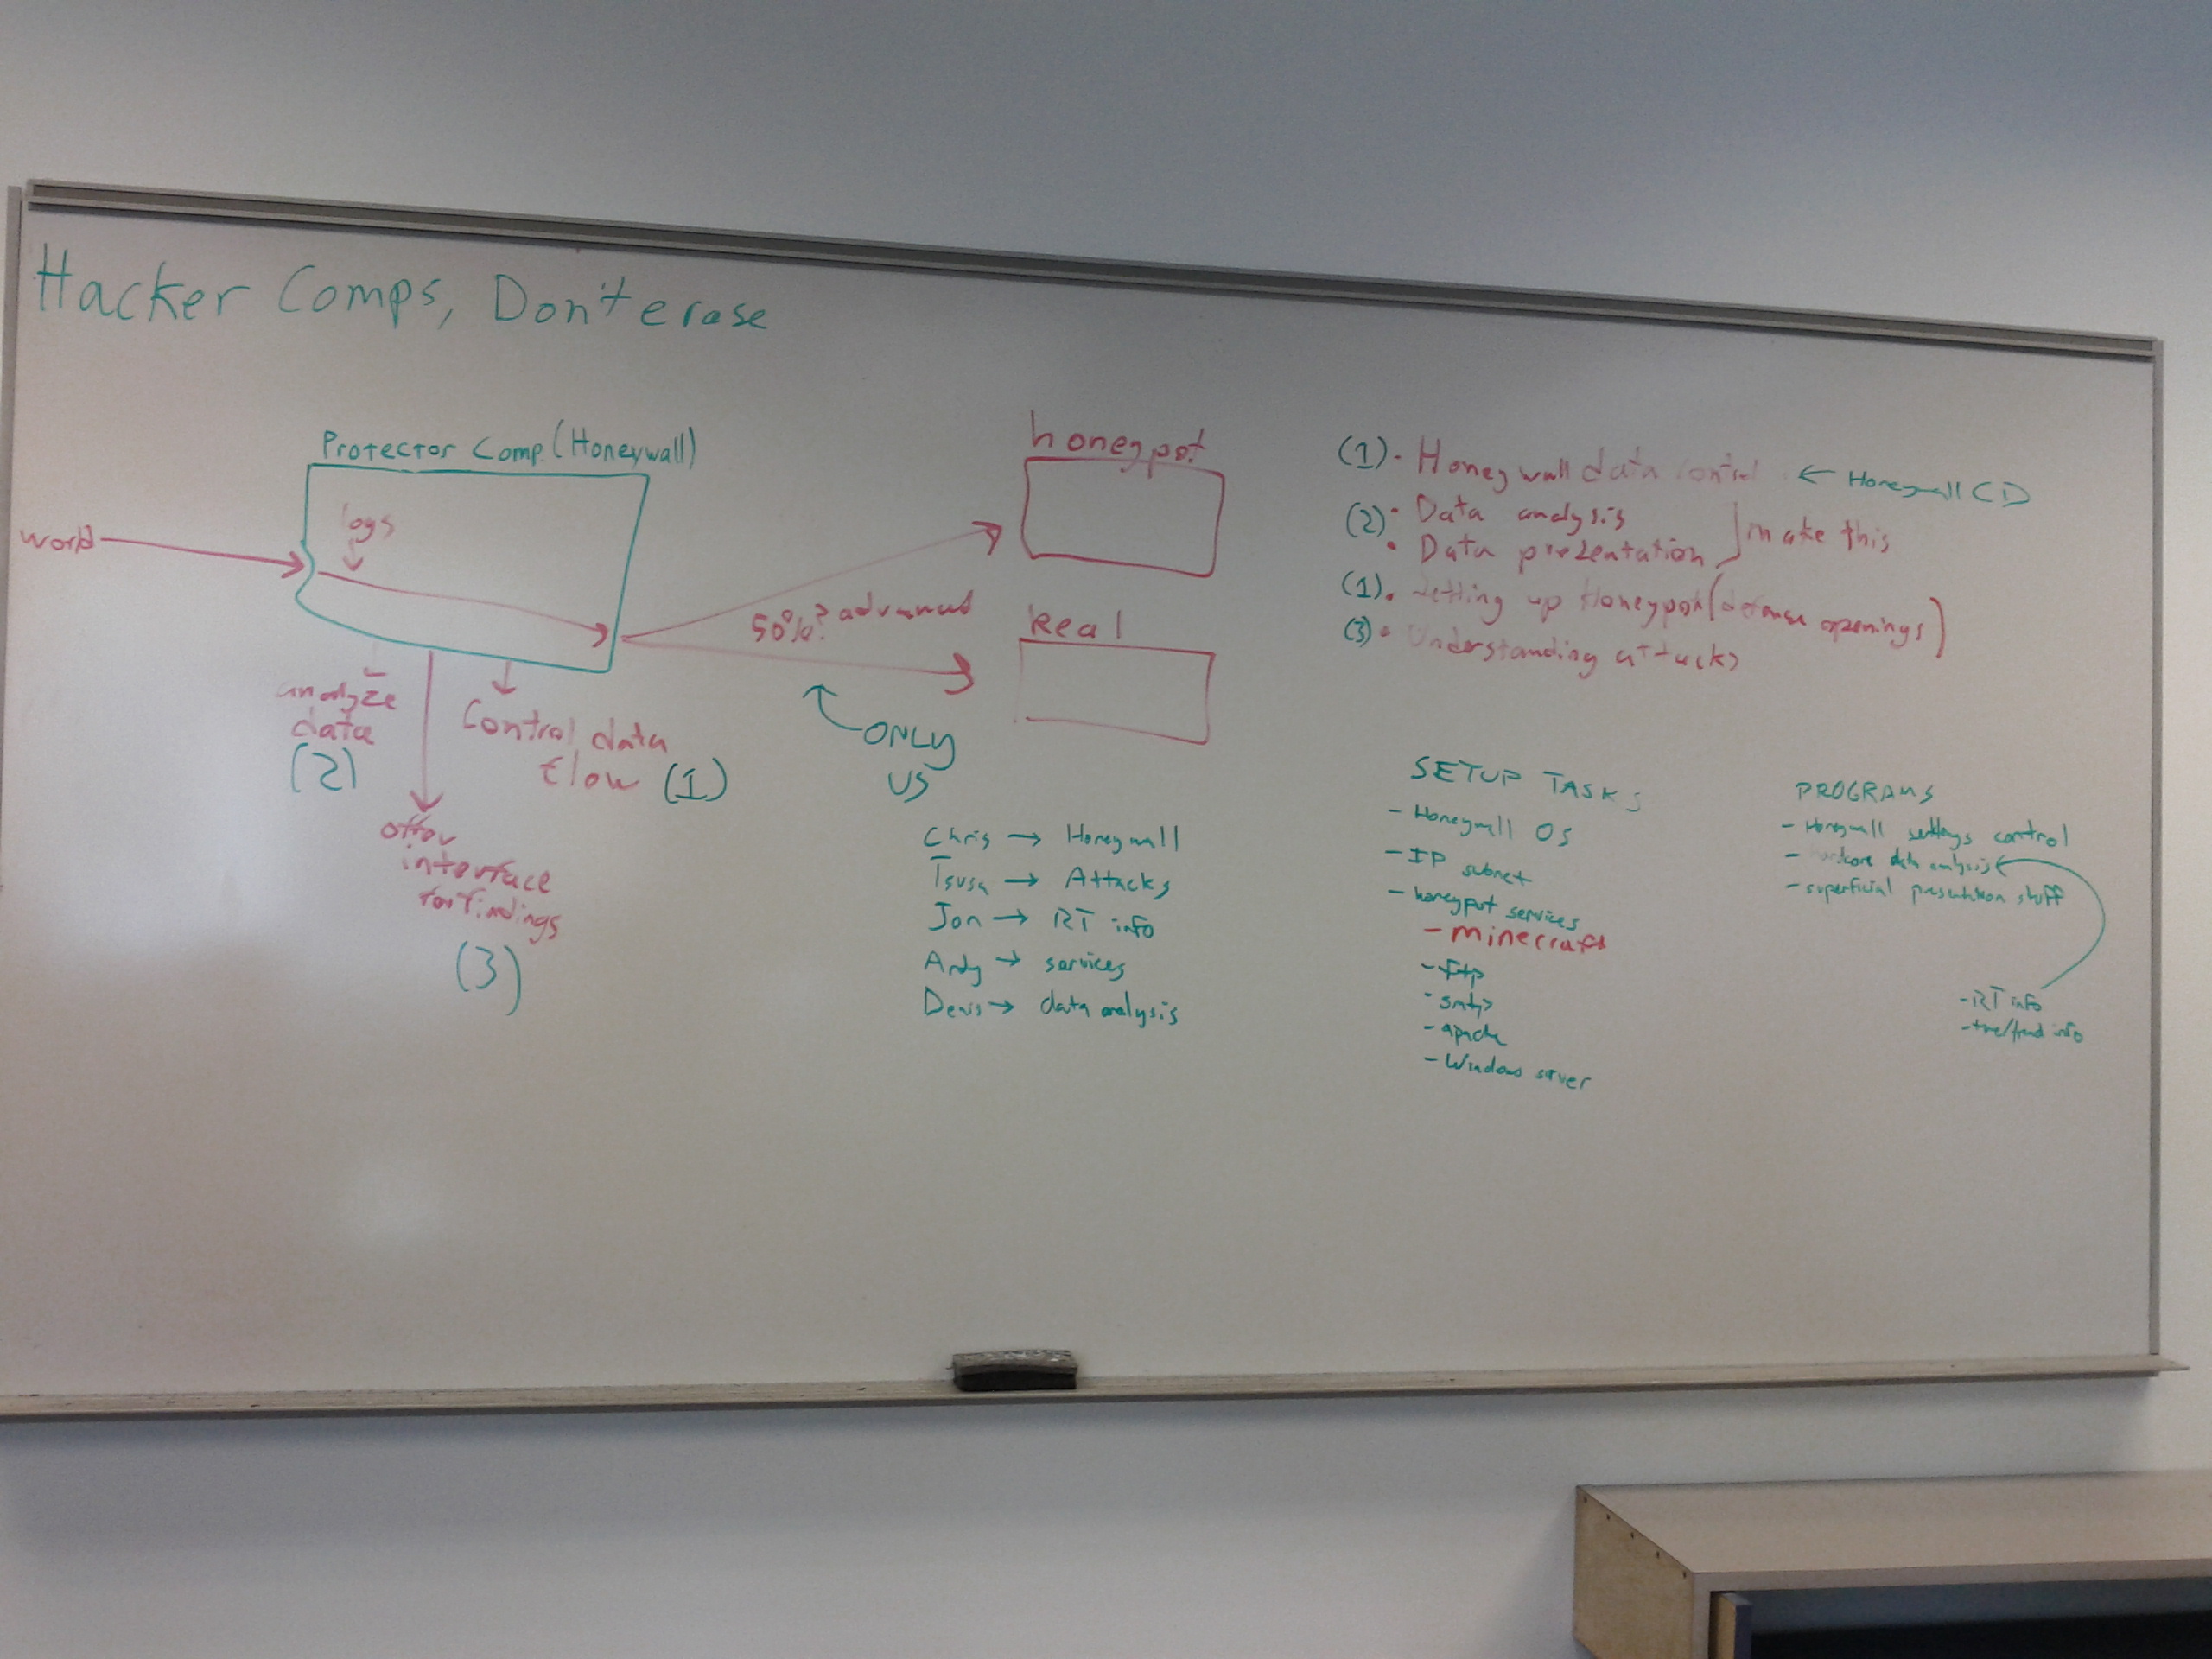 Hacker Comps, Don't erase
Protector Comp. (Honeywall)
world
logs
analyze
data
(2)
Control data
flow (1)
offer
interface
for findings
(3)
honeypot
50%? advanced
Real
ONLY
US
Chris → Honeywall
Tsusa → Attacks
Jon → RT info
Andy → services
Denis → data analysis
(1) · Honeywall data control ← Honeywall CD
(2) · Data analysis
· Data prezentation ] make this
(1) · Setting up Honeypot (defense openings)
(3) · Understanding attacks
SETUP TASKS
- Honeywall OS
- IP subnet
- honeypot services
- minecraft
- ftp
- smtp
- apache
- Windows server
PROGRAMS
- Honeywall settings control
- hardcore data analysis
- superficial presentation stuff
- RT info
- time/trend info